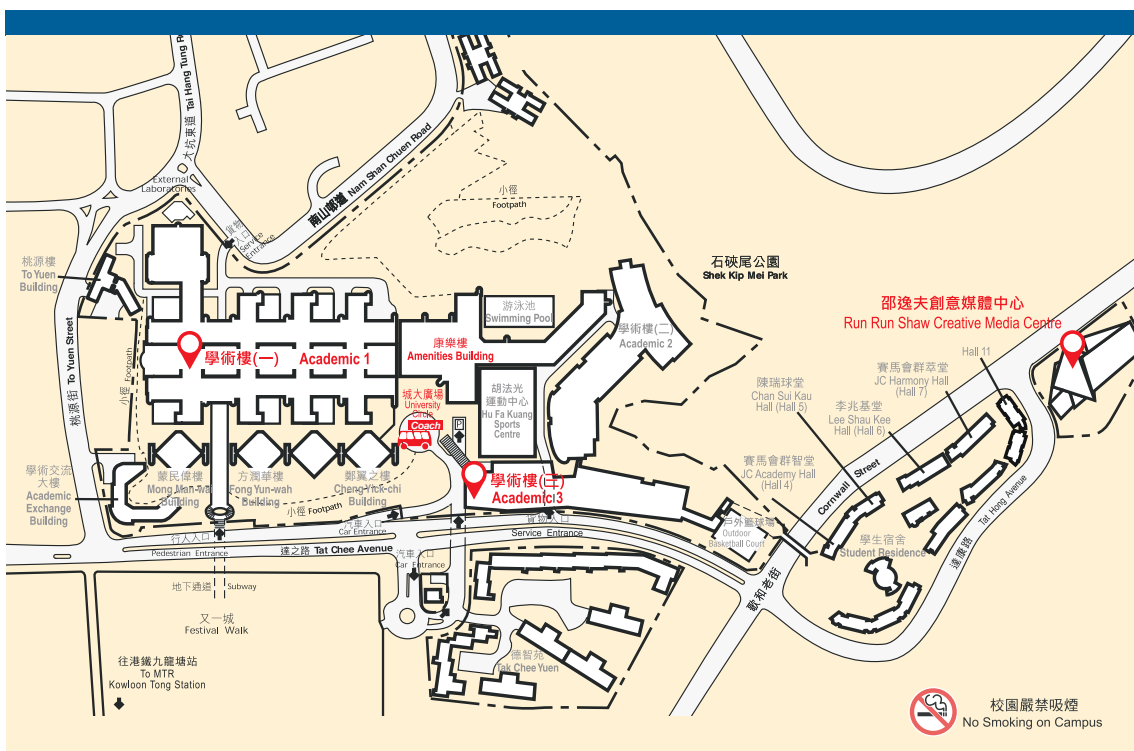 大坑東道 Tai Hang Tung R
External
Laboratories
貨物
入口
Service
Entrance
南山邨道 Nam Shan Chuen Road
小徑
Footpath
桃源樓
To Yuen
Building
石硤尾公園
Shek Kip Mei Park
游泳池
Swimming Pool
學術樓(二)
Academic 2
邵逸夫創意媒體中心
Run Run Shaw Creative Media Centre
康樂樓
Amenities Building
學術樓(一) Academic 1
桃源街 To Yuen Street
小徑 Footpath
Hall 11
賽馬會群萃堂
JC Harmony Hall
(Hall 7)
陳瑞球堂
Chan Sui Kau
Hall (Hall 5)
李兆基堂
Lee Shau Kee
Hall (Hall 6)
胡法光
運動中心
Hu Fa Kuang
Sports
Centre
城大廣場
University
Circle
Coach
P
賽馬會群智堂
JC Academy Hall
(Hall 4)
Cornwall Street
學術交流
大樓
Academic
Exchange
Building
蒙民偉樓
Mong Man-wai
Building
方潤華樓
Fong Yun-wah
Building
鄭翼之樓
Cheng Yick-chi
Building
學術樓(三)
Academic 3
小徑 Footpath
汽車入口
Car Entrance
貨物入口
Service Entrance
戶外籃球場
Outdoor
Basketball Court
Tat Hong Avenue
達康路
學生宿舍
Student Residence
行人入口
Pedestrian Entrance
達之路 Tat Chee Avenue
汽車入口
Car Entrance
歌和老街
地下通道 Subway
又一城
Festival Walk
德智苑
Tak Chee Yuen
往港鐵九龍塘站
To MTR
Kowloon Tong Station
校園嚴禁吸煙
No Smoking on Campus